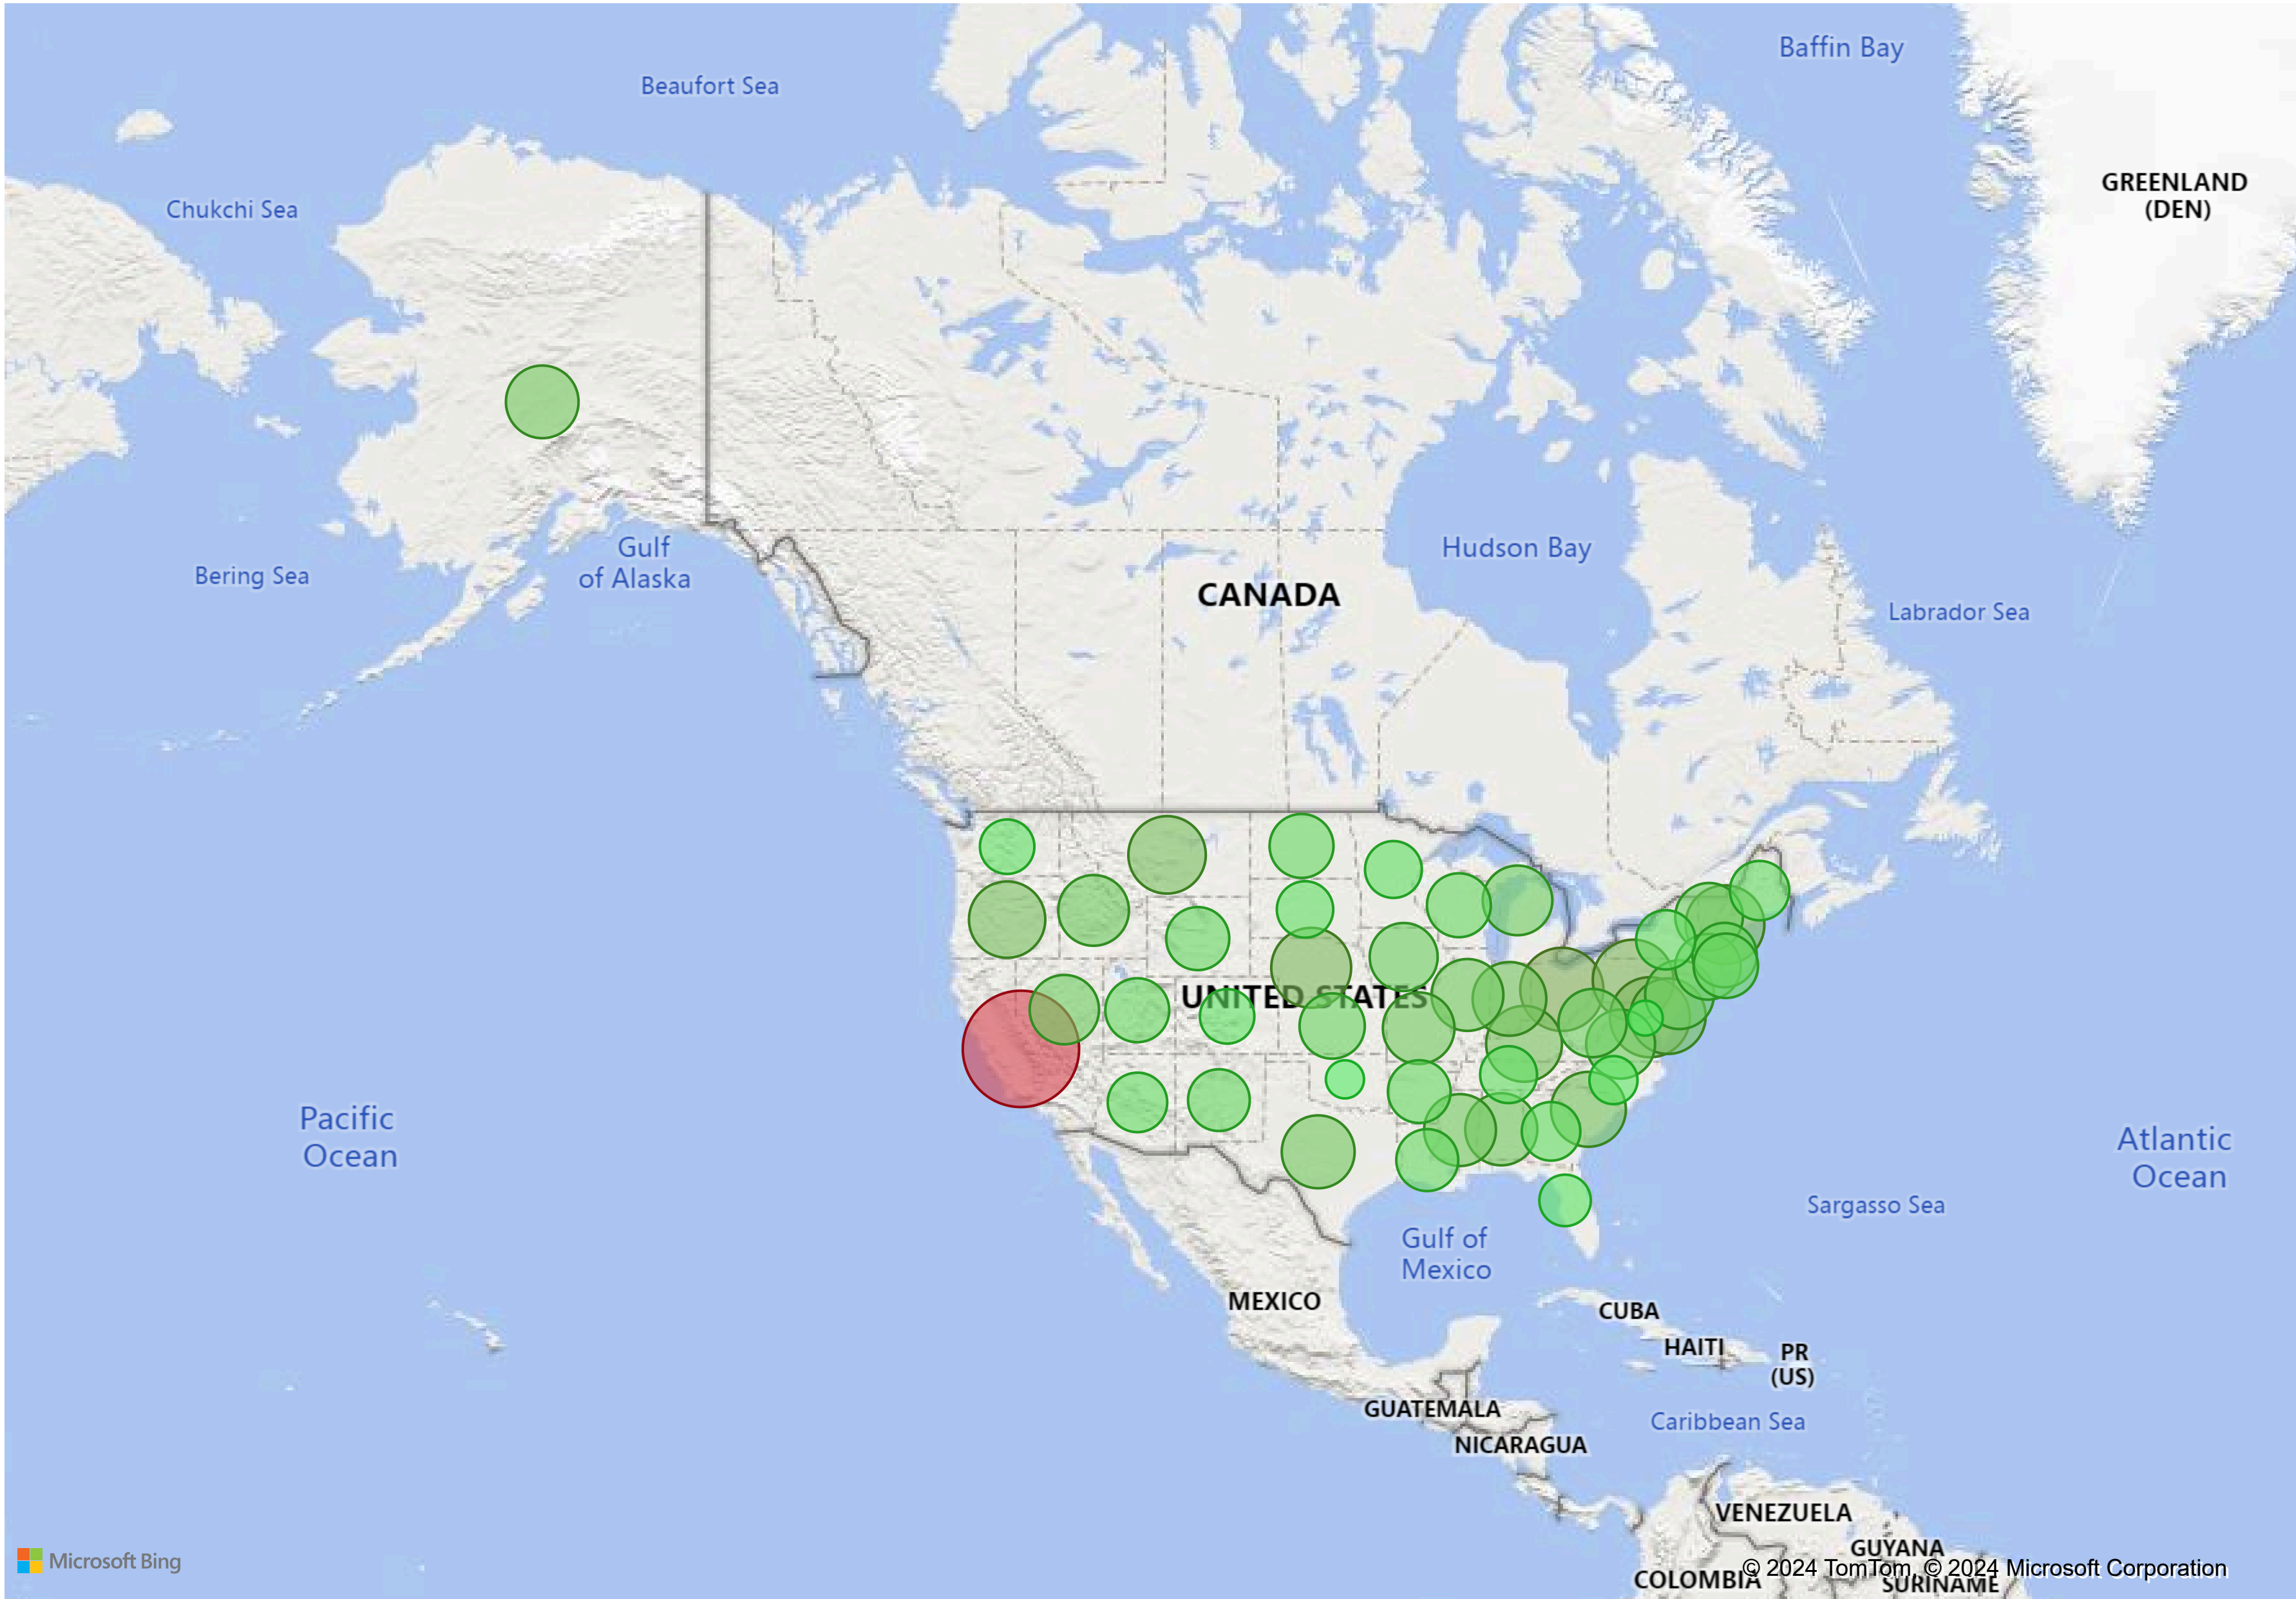 Baffin Bay
Beaufort Sea
GREENLAND
(DEN)
Chukchi Sea
Gulf
of Alaska
Hudson Bay
Bering Sea
CANADA
Labrador Sea
UNITED STATES
Pacific
Ocean
Atlantic
Ocean
Sargasso Sea
Gulf of
Mexico
MEXICO
CUBA
HAITI
PR
(US)
GUATEMALA
Caribbean Sea
NICARAGUA
VENEZUELA
GUYANA
Microsoft Bing
© 2024 TomTom, © 2024 Microsoft Corporation
COLOMBIA
SURINAME